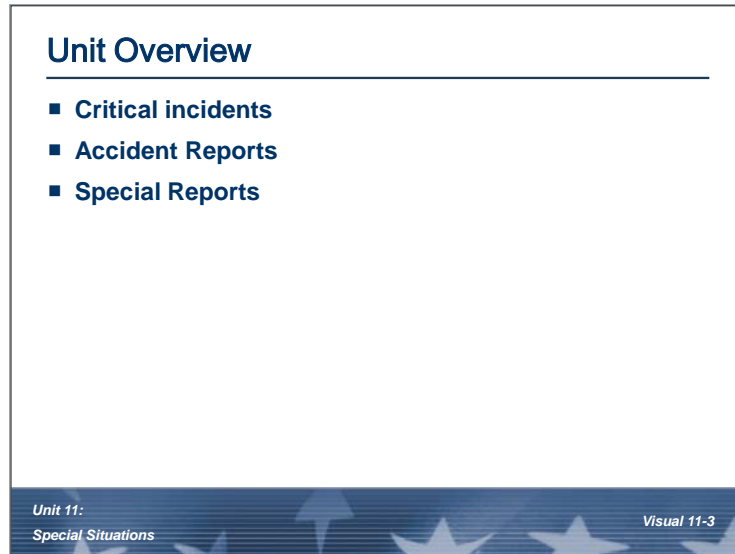 Unit Overview
Critical incidents
Accident Reports
Special Reports
Unit 11:
Special Situations
Visual 11-3